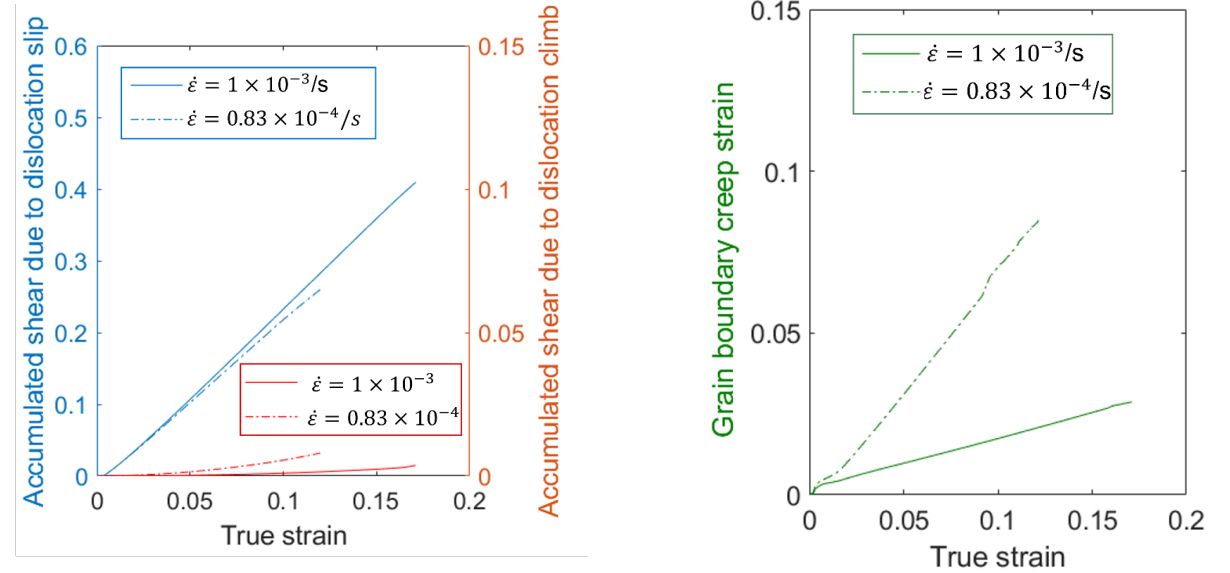 Accumulated shear due to dislocation slip
0.6
0.5
0.4
0.3
0.2
0.1
0
ε̇ = 1 × 10⁻³/s
ε̇ = 0.83 × 10⁻⁴/s
ε̇ = 1 × 10⁻³
ε̇ = 0.83 × 10⁻⁴
0 0.05 0.1 0.15 0.2
True strain
0.15
0.1
0.05
0
Accumulated shear due to dislocation climb
Grain boundary creep strain
0.15
0.1
0.05
0
ε̇ = 1 × 10⁻³/s
ε̇ = 0.83 × 10⁻⁴/s
0 0.05 0.1 0.15 0.2
True strain